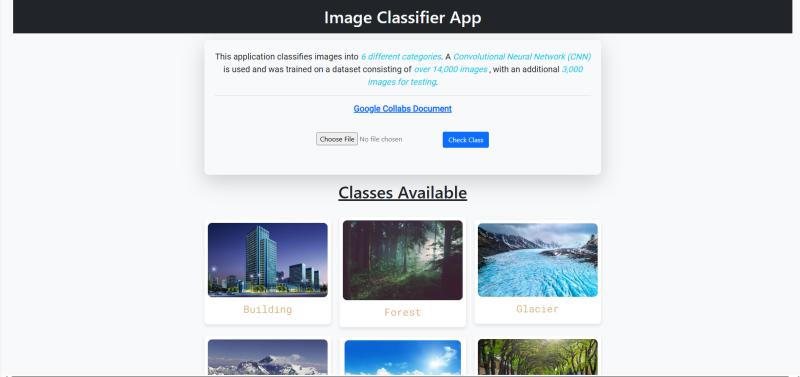 Image Classifier App
This application classifies images into 6 different categories. A Convolutional Neural Network (CNN)
is used and was trained on a dataset consisting of over 14,000 images , with an additional 3,000
images for testing.
Google Collabs Document
Choose File No file chosen
Check Class
Classes Available
Building
Forest
Glacier